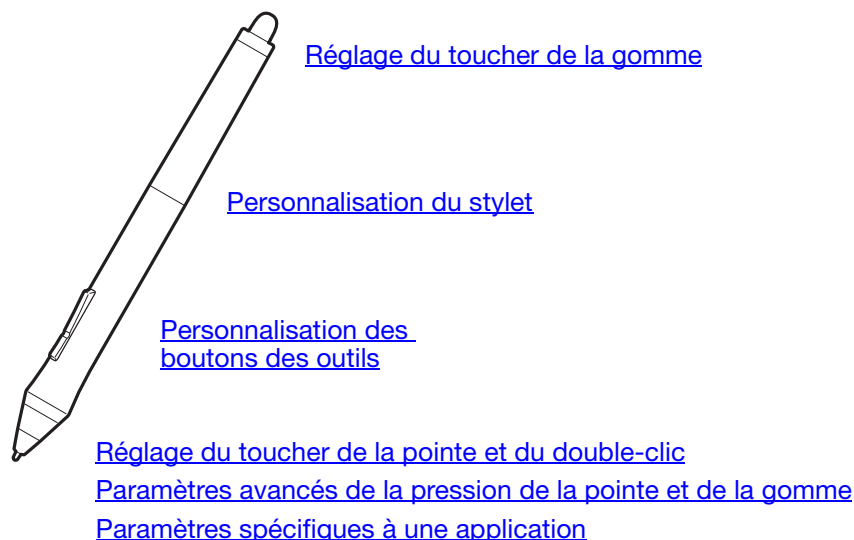 Réglage du toucher de la gomme
Personnalisation du stylet
Personnalisation des
boutons des outils
Réglage du toucher de la pointe et du double-clic
Paramètres avancés de la pression de la pointe et de la gomme
Paramètres spécifiques à une application